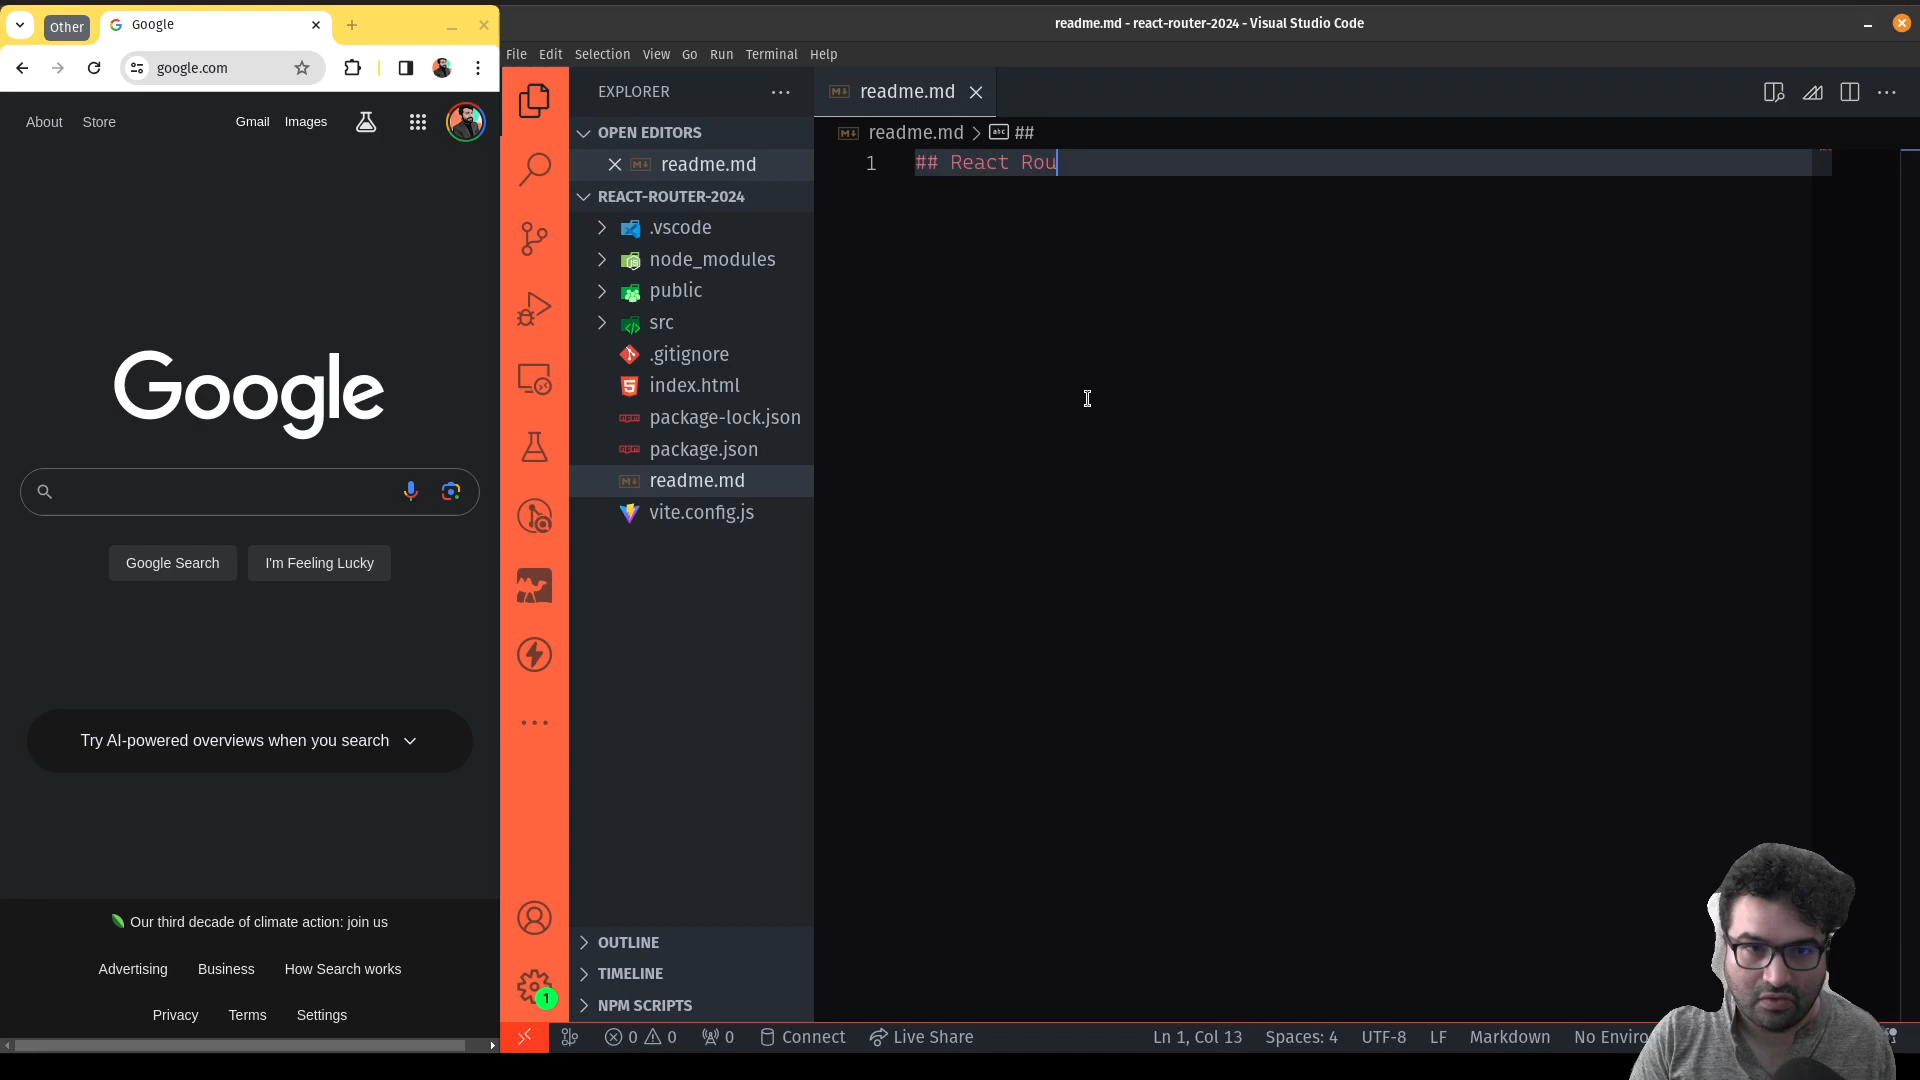 Other
Google
google.com
About
Store
Gmail
Images
Google
Google Search
I'm Feeling Lucky
Try AI-powered overviews when you search
Our third decade of climate action: join us
Advertising
Business
How Search works
Privacy
Terms
Settings
readme.md - react-router-2024 - Visual Studio Code
File Edit Selection View Go Run Terminal Help
EXPLORER
OPEN EDITORS
readme.md
REACT-ROUTER-2024
.vscode
node_modules
public
src
.gitignore
index.html
package-lock.json
package.json
readme.md
vite.config.js
OUTLINE
TIMELINE
NPM SCRIPTS
readme.md
readme.md > ##
1 ## React Rou
1
0 0 0 Connect Live Share
Ln 1, Col 13 Spaces: 4 UTF-8 LF Markdown No Enviro